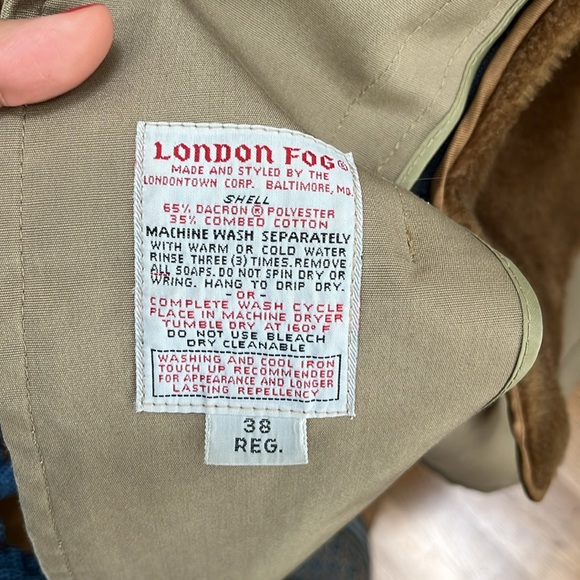 LONDON FOG®
MADE AND STYLED BY THE
LONDONTOWN CORP. BALTIMORE, MD.
SHELL
65% DACRON ® POLYESTER
35% COMBED COTTON
MACHINE WASH SEPARATELY
WITH WARM OR COLD WATER
RINSE THREE (3) TIMES. REMOVE
ALL SOAPS. DO NOT SPIN DRY OR
WRING. HANG TO DRIP DRY.
-OR-
COMPLETE WASH CYCLE
PLACE IN MACHINE DRYER
TUMBLE DRY AT 160° F
DO NOT USE BLEACH
DRY CLEANABLE
WASHING AND COOL IRON
TOUCH UP RECOMMENDED
FOR APPEARANCE AND LONGER
LASTING REPELLENCY
38
REG.